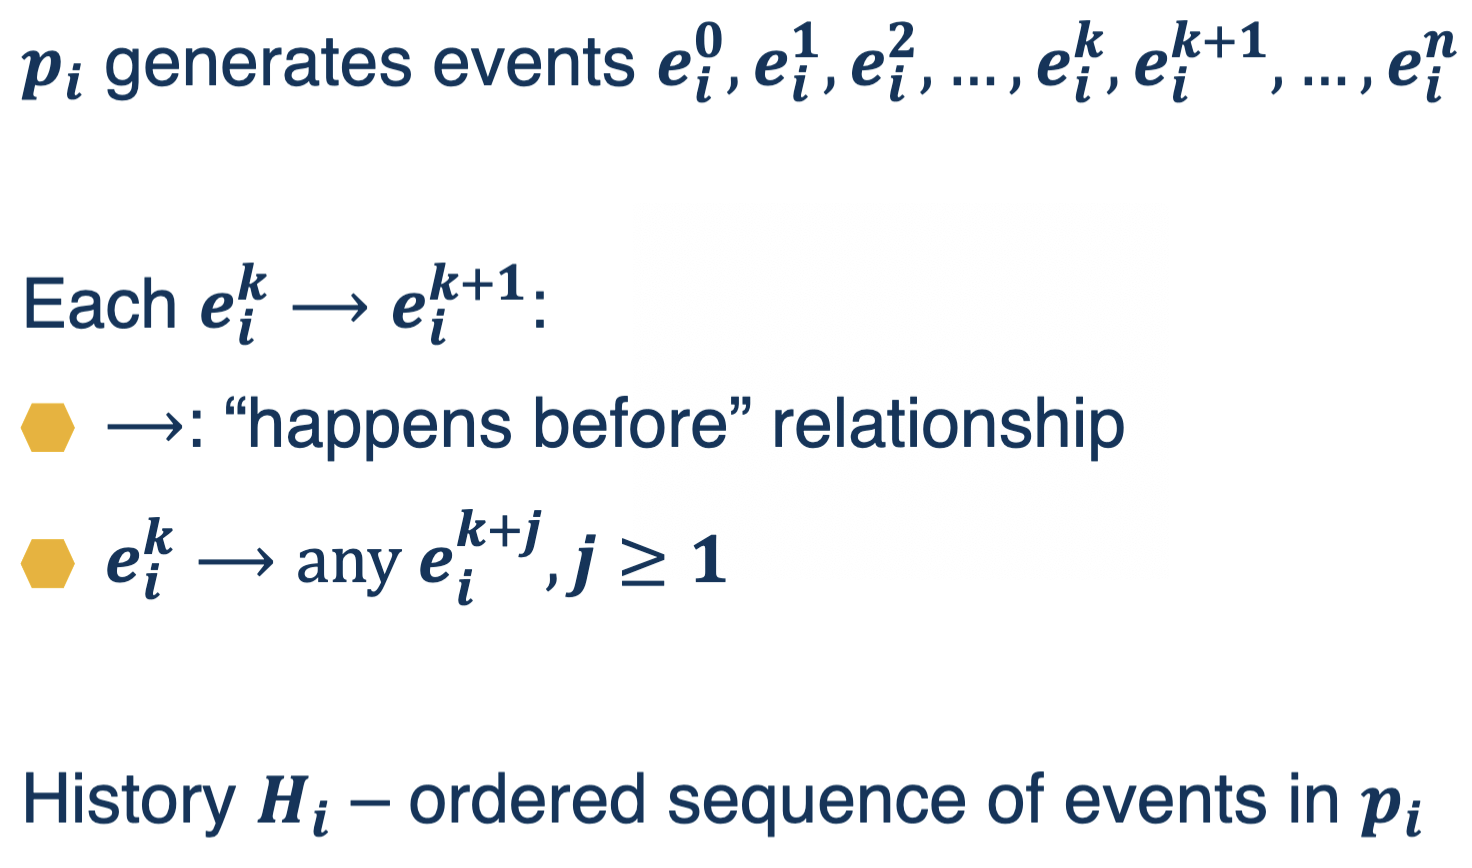 p_i generates events e_i^0, e_i^1, e_i^2, ..., e_i^k, e_i^{k+1}, ..., e_i^n
Each e_i^k ⟶ e_i^{k+1}:
⟶: “happens before” relationship
e_i^k ⟶ any e_i^{k+j}, j ≥ 1
History H_i – ordered sequence of events in p_i